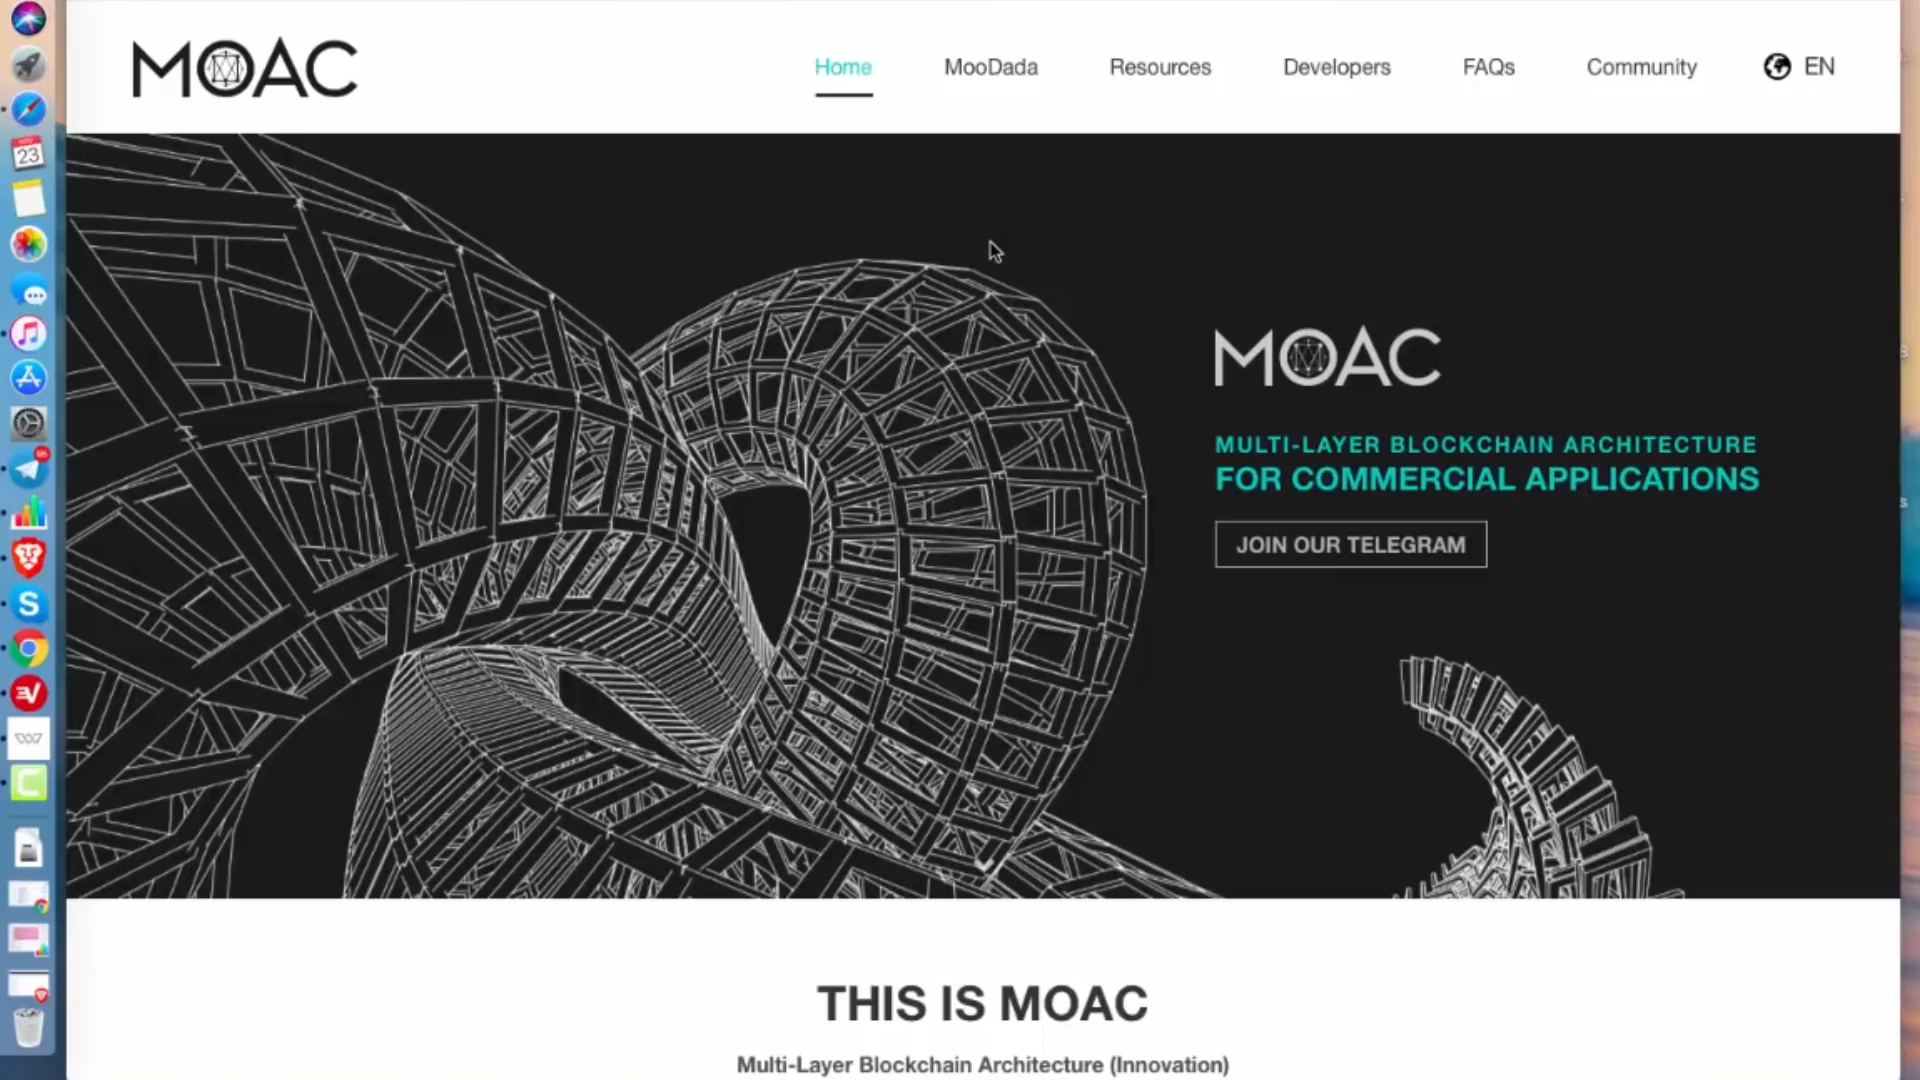 MOAC
Home
MooDada
Resources
Developers
FAQs
Community
EN
23
MOAC
MULTI-LAYER BLOCKCHAIN ARCHITECTURE
FOR COMMERCIAL APPLICATIONS
JOIN OUR TELEGRAM
THIS IS MOAC
Multi-Layer Blockchain Architecture (Innovation)